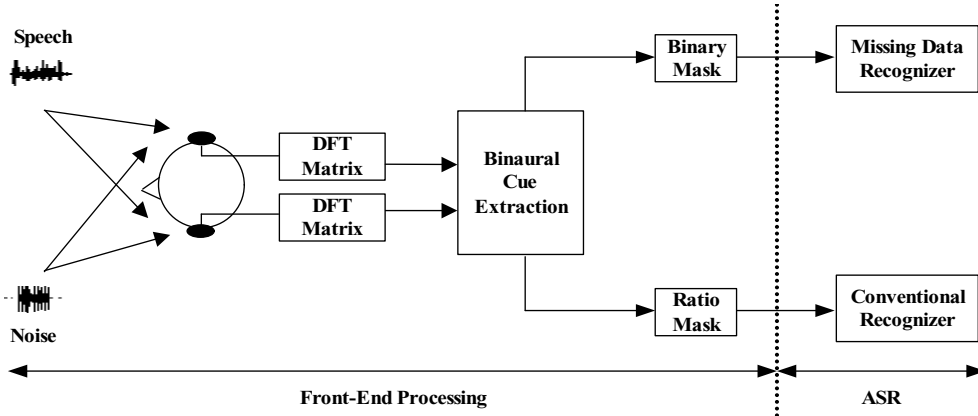 Speech
Noise
DFT
Matrix
DFT
Matrix
Binaural
Cue
Extraction
Binary
Mask
Ratio
Mask
Missing Data
Recognizer
Conventional
Recognizer
Front-End Processing
ASR